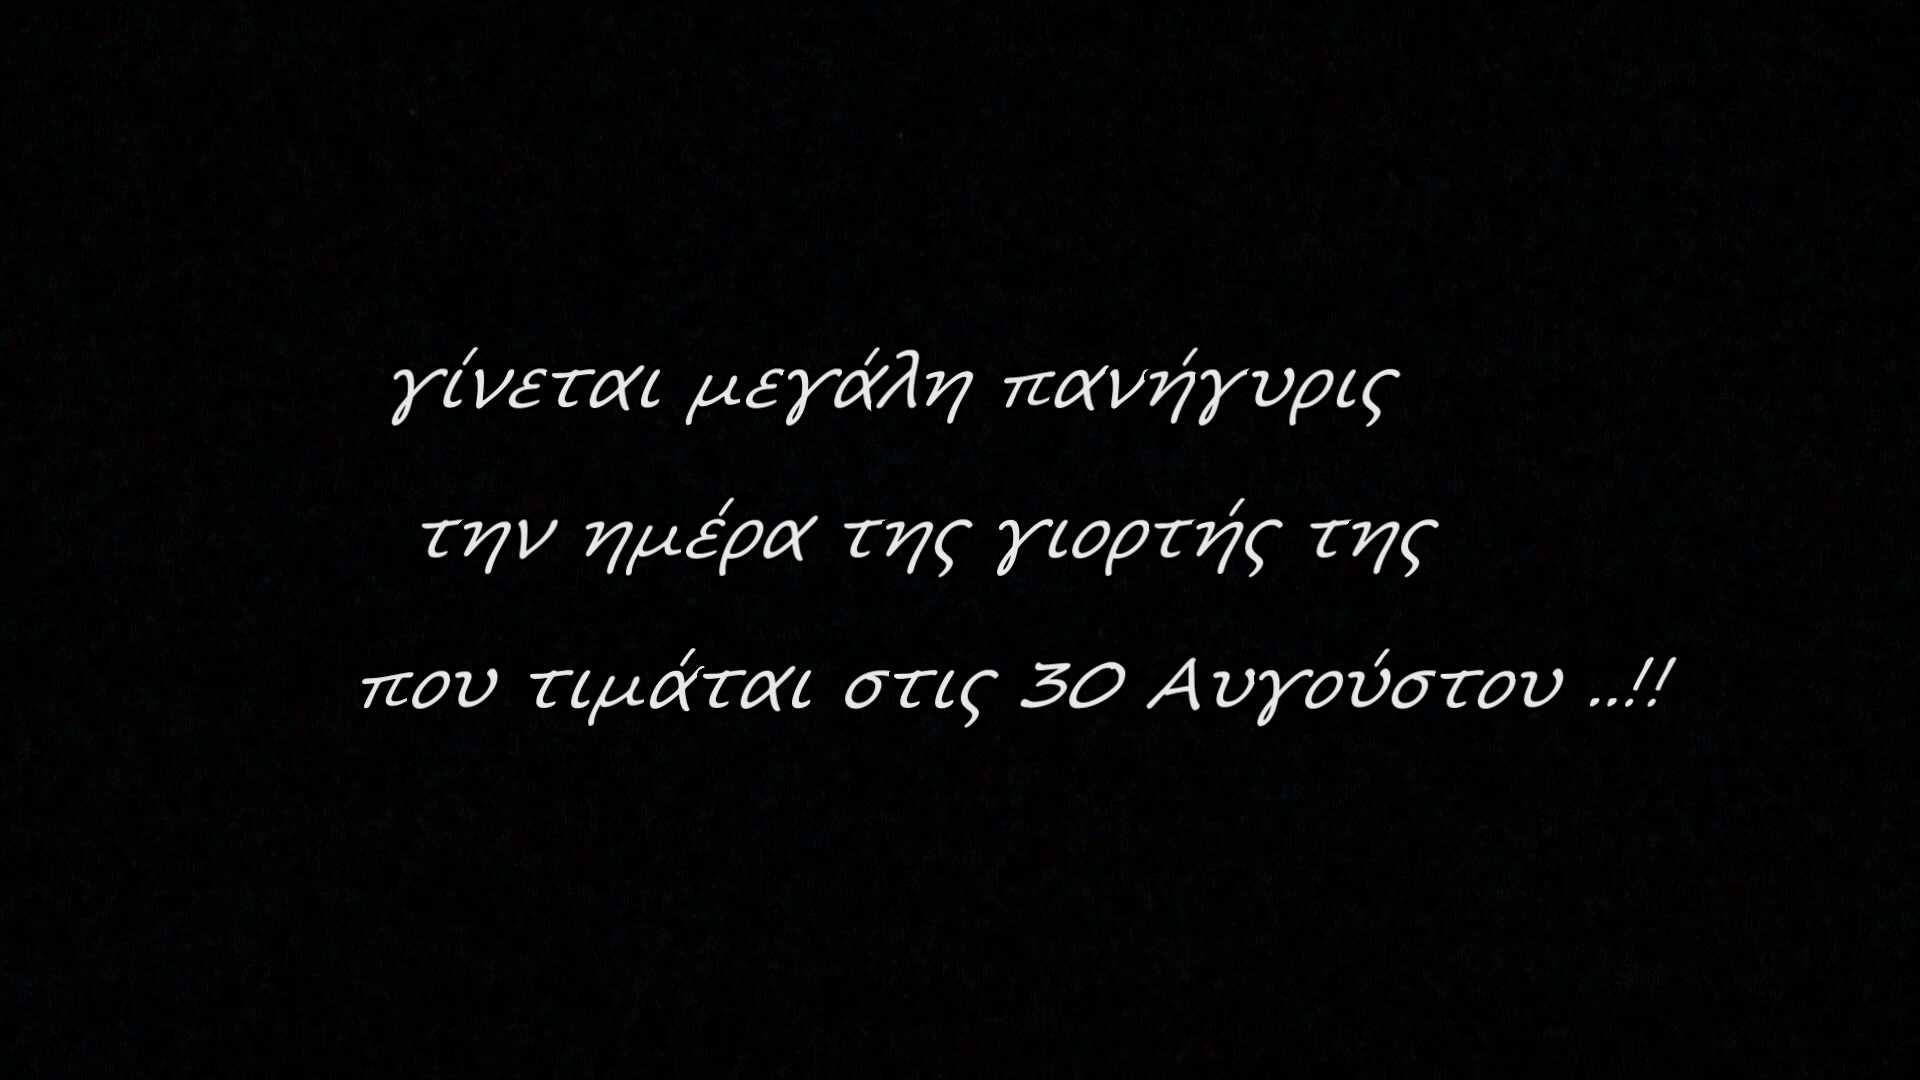 γίνεται μεγάλη πανήγυρις
την ημέρα της γιορτής της
που τιμάται στις 30 Αυγούστου ..!!